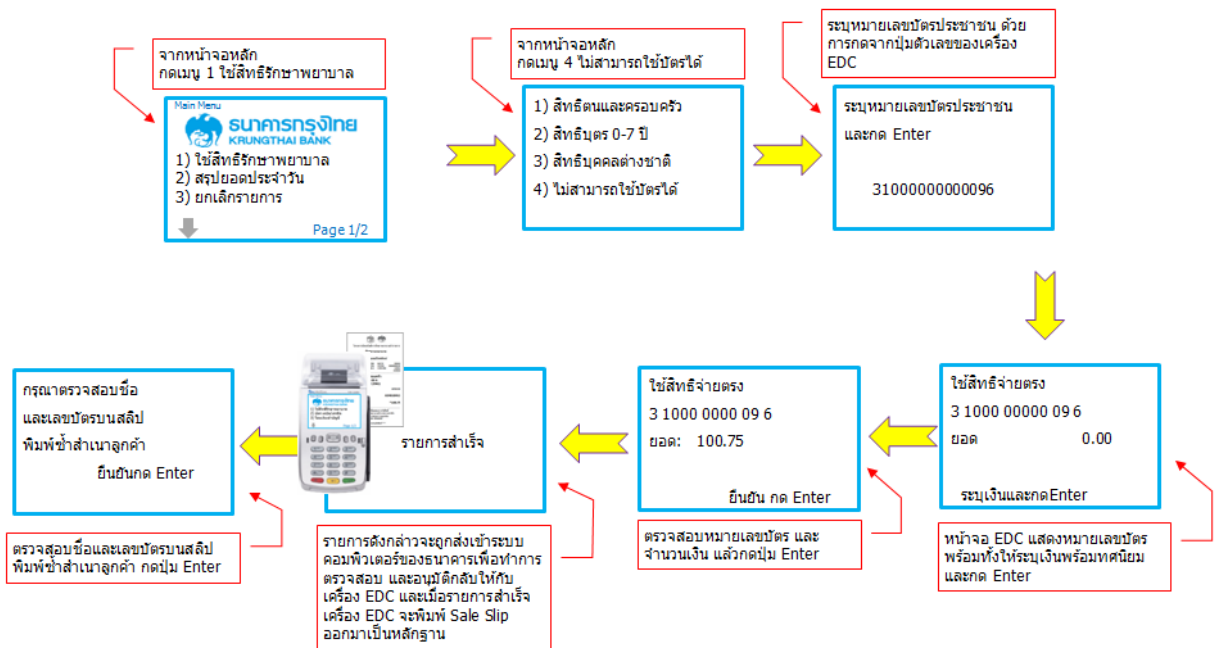 จากหน้าจอหลัก
กดเมนู 1 ใช้สิทธิรักษาพยาบาล
Main Menu
ธนาคารกรุงไทย
KRUNGTHAI BANK
1) ใช้สิทธิรักษาพยาบาล
2) สรุปยอดประจำวัน
3) ยกเลิกรายการ
Page 1/2
จากหน้าจอหลัก
กดเมนู 4 ไม่สามารถใช้บัตรได้
1) สิทธิตนและครอบครัว
2) สิทธิบุตร 0-7 ปี
3) สิทธิบุคคลต่างชาติ
4) ไม่สามารถใช้บัตรได้
ระบุหมายเลขบัตรประชาชน ด้วย
การกดจากปุ่มตัวเลขของเครื่อง
EDC
ระบุหมายเลขบัตรประชาชน
และกด Enter
31000000000096
ใช้สิทธิจ่ายตรง
3 1000 00000 09 6
ยอด 0.00
ระบุเงินและกดEnter
หน้าจอ EDC แสดงหมายเลขบัตร
พร้อมทั้งให้ระบุเงินพร้อมทศนิยม
และกด Enter
ใช้สิทธิจ่ายตรง
3 1000 0000 09 6
ยอด: 100.75
ยืนยัน กด Enter
ตรวจสอบหมายเลขบัตร และ
จำนวนเงิน แล้วกดปุ่ม Enter
รายการสำเร็จ
รายการดังกล่าวจะถูกส่งเข้าระบบ
คอมพิวเตอร์ของธนาคารเพื่อทำการ
ตรวจสอบ และอนุมัติกลับให้กับ
เครื่อง EDC และเมื่อรายการสำเร็จ
เครื่อง EDC จะพิมพ์ Sale Slip
ออกมาเป็นหลักฐาน
กรุณาตรวจสอบชื่อ
และเลขบัตรบนสลิป
พิมพ์ซ้ำสำเนาลูกค้า
ยืนยันกด Enter
ตรวจสอบชื่อและเลขบัตรบนสลิป
พิมพ์ซ้ำสำเนาลูกค้า กดปุ่ม Enter